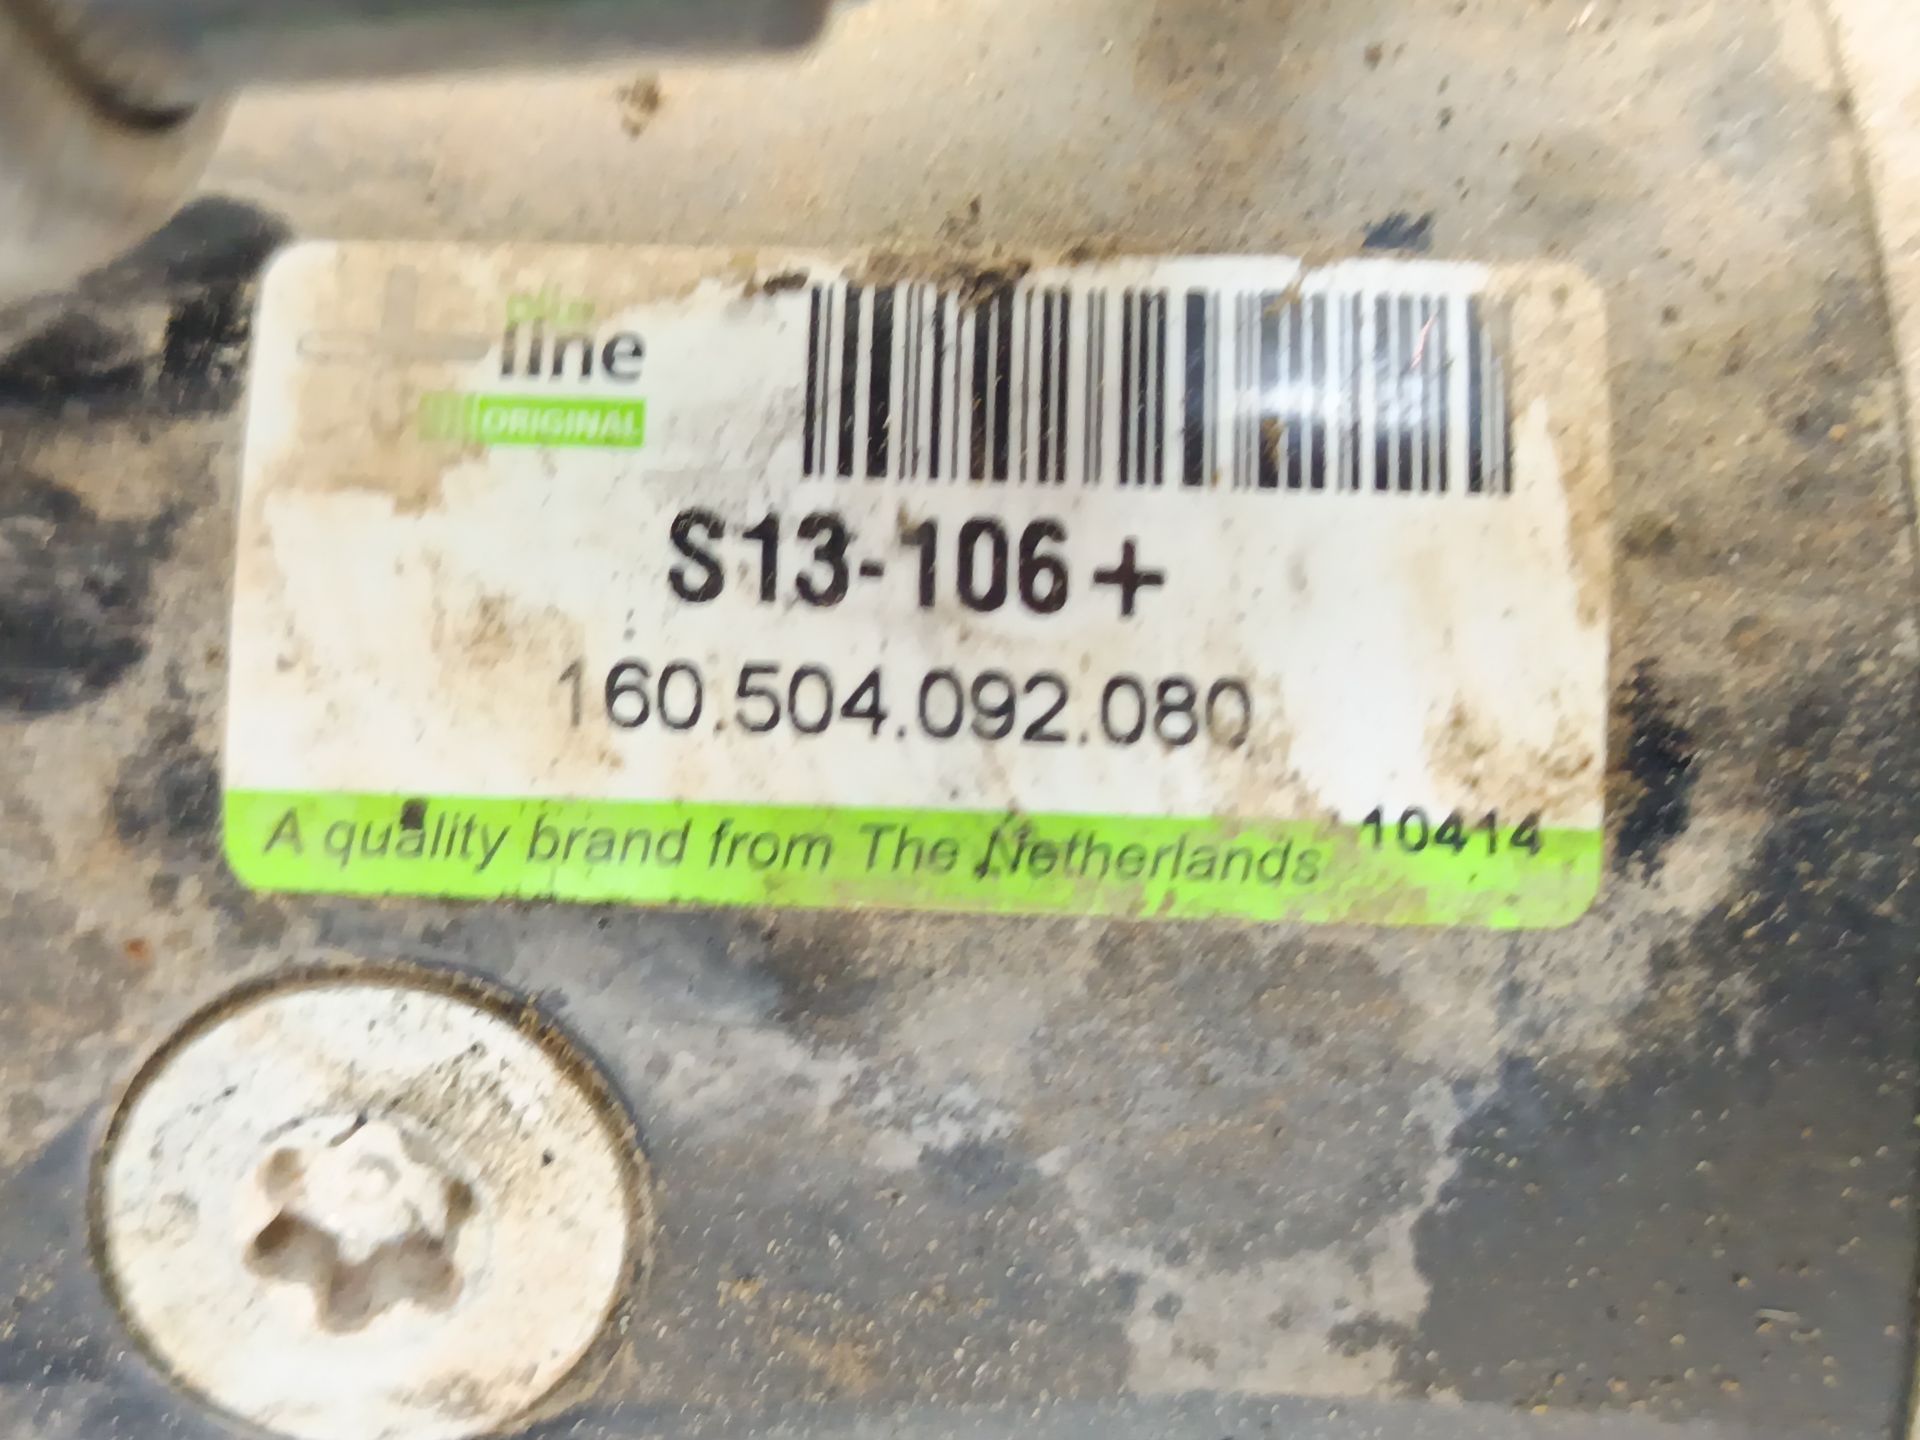 line
ORIGINAL
S13-106+
160.504.092.080
A quality brand from The Netherlands 10414